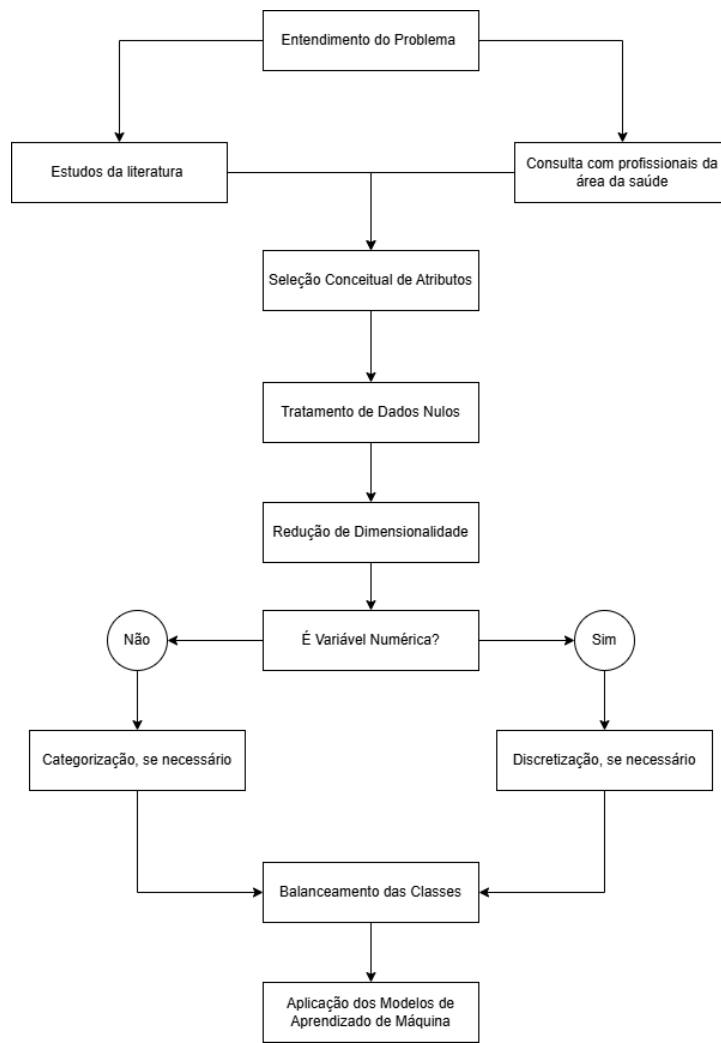 Entendimento do Problema
Estudos da literatura
Consulta com profissionais da
área da saúde
Seleção Conceitual de Atributos
Tratamento de Dados Nulos
Redução de Dimensionalidade
Não
É Variável Numérica?
Sim
Categorização, se necessário
Discretização, se necessário
Balanceamento das Classes
Aplicação dos Modelos de
Aprendizado de Máquina